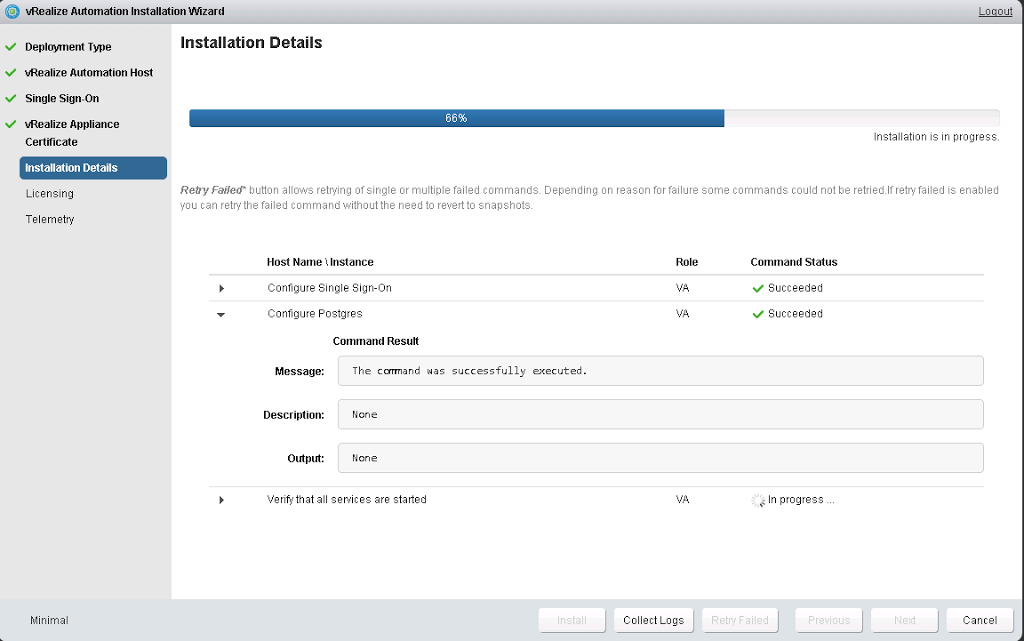 vRealize Automation Installation Wizard
Logout
Deployment Type
vRealize Automation Host
Single Sign-On
vRealize Appliance
Certificate
Installation Details
Licensing
Telemetry
Installation Details
66%
Installation is in progress.
Retry Failed" button allows retrying of single or multiple failed commands. Depending on reason for failure some commands could not be retried.If retry failed is enabled
you can retry the failed command without the need to revert to snapshots.
Host Name \ Instance Role Command Status
Configure Single Sign-On VA Succeeded
Configure Postgres VA Succeeded
Command Result
Message: The command was successfully executed.
Description: None
Output: None
Verify that all services are started VA In progress ...
Minimal
Install Collect Logs Retry Failed Previous Next Cancel